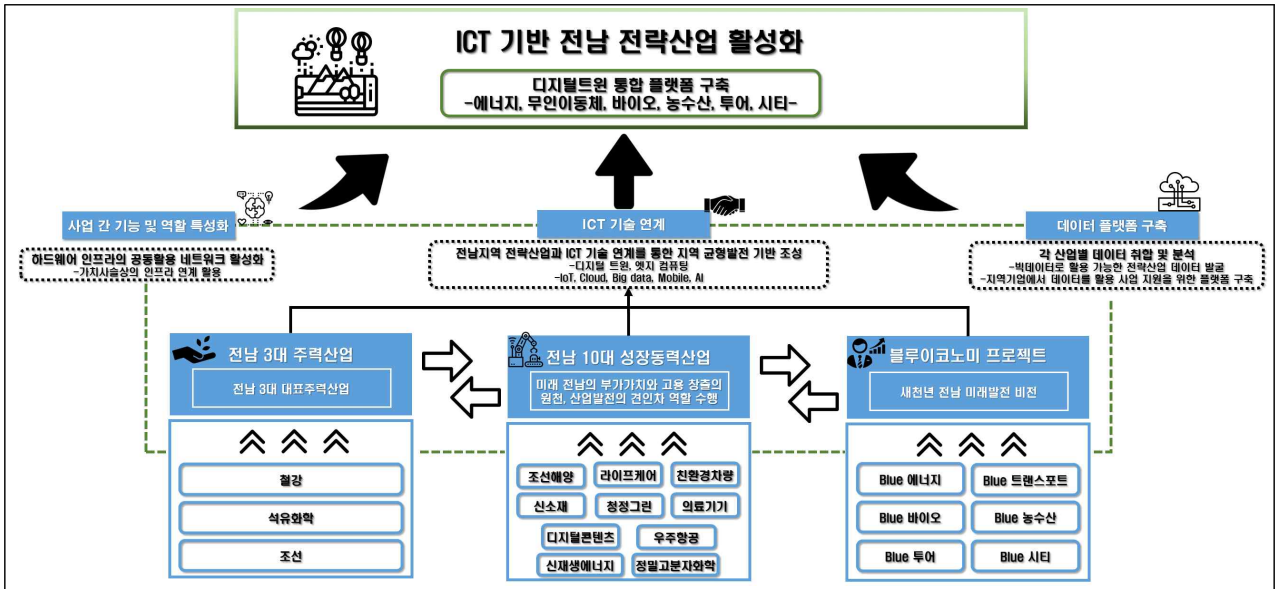 ICT 기반 전남 전략산업 활성화
디지털트윈 통합 플랫폼 구축
-에너지, 무인이동체, 바이오, 농수산, 투어, 시티-
사업 간 기능 및 역할 특성화
하드웨어 인프라의 공동활용 네트워크 활성화
-가치사슬상의 인프라 연계 활용
ICT 기술 연계
전남지역 전략산업과 ICT 기술 연계를 통한 지역 균형발전 기반 조성
-디지털 트윈, 엣지 컴퓨팅
-IoT, Cloud, Big data, Mobile, AI
데이터 플랫폼 구축
각 산업별 데이터 취합 및 분석
-빅데이터로 활용 가능한 전략산업 데이터 발굴
-지역기업에서 데이터를 활용 사업 지원을 위한 플랫폼 구축
전남 3대 주력산업
전남 3대 대표주력산업
철강
석유화학
조선
전남 10대 성장동력산업
미래 전남의 부가가치와 고용 창출의
원천, 산업발전의 견인차 역할 수행
조선해양
라이프케어
친환경차량
신소재
청정그린
의료기기
디지털콘텐츠
우주항공
신재생에너지
정밀고분자화학
블루이코노미 프로젝트
새천년 전남 미래발전 비전
Blue 에너지
Blue 트랜스포트
Blue 바이오
Blue 농수산
Blue 투어
Blue 시티